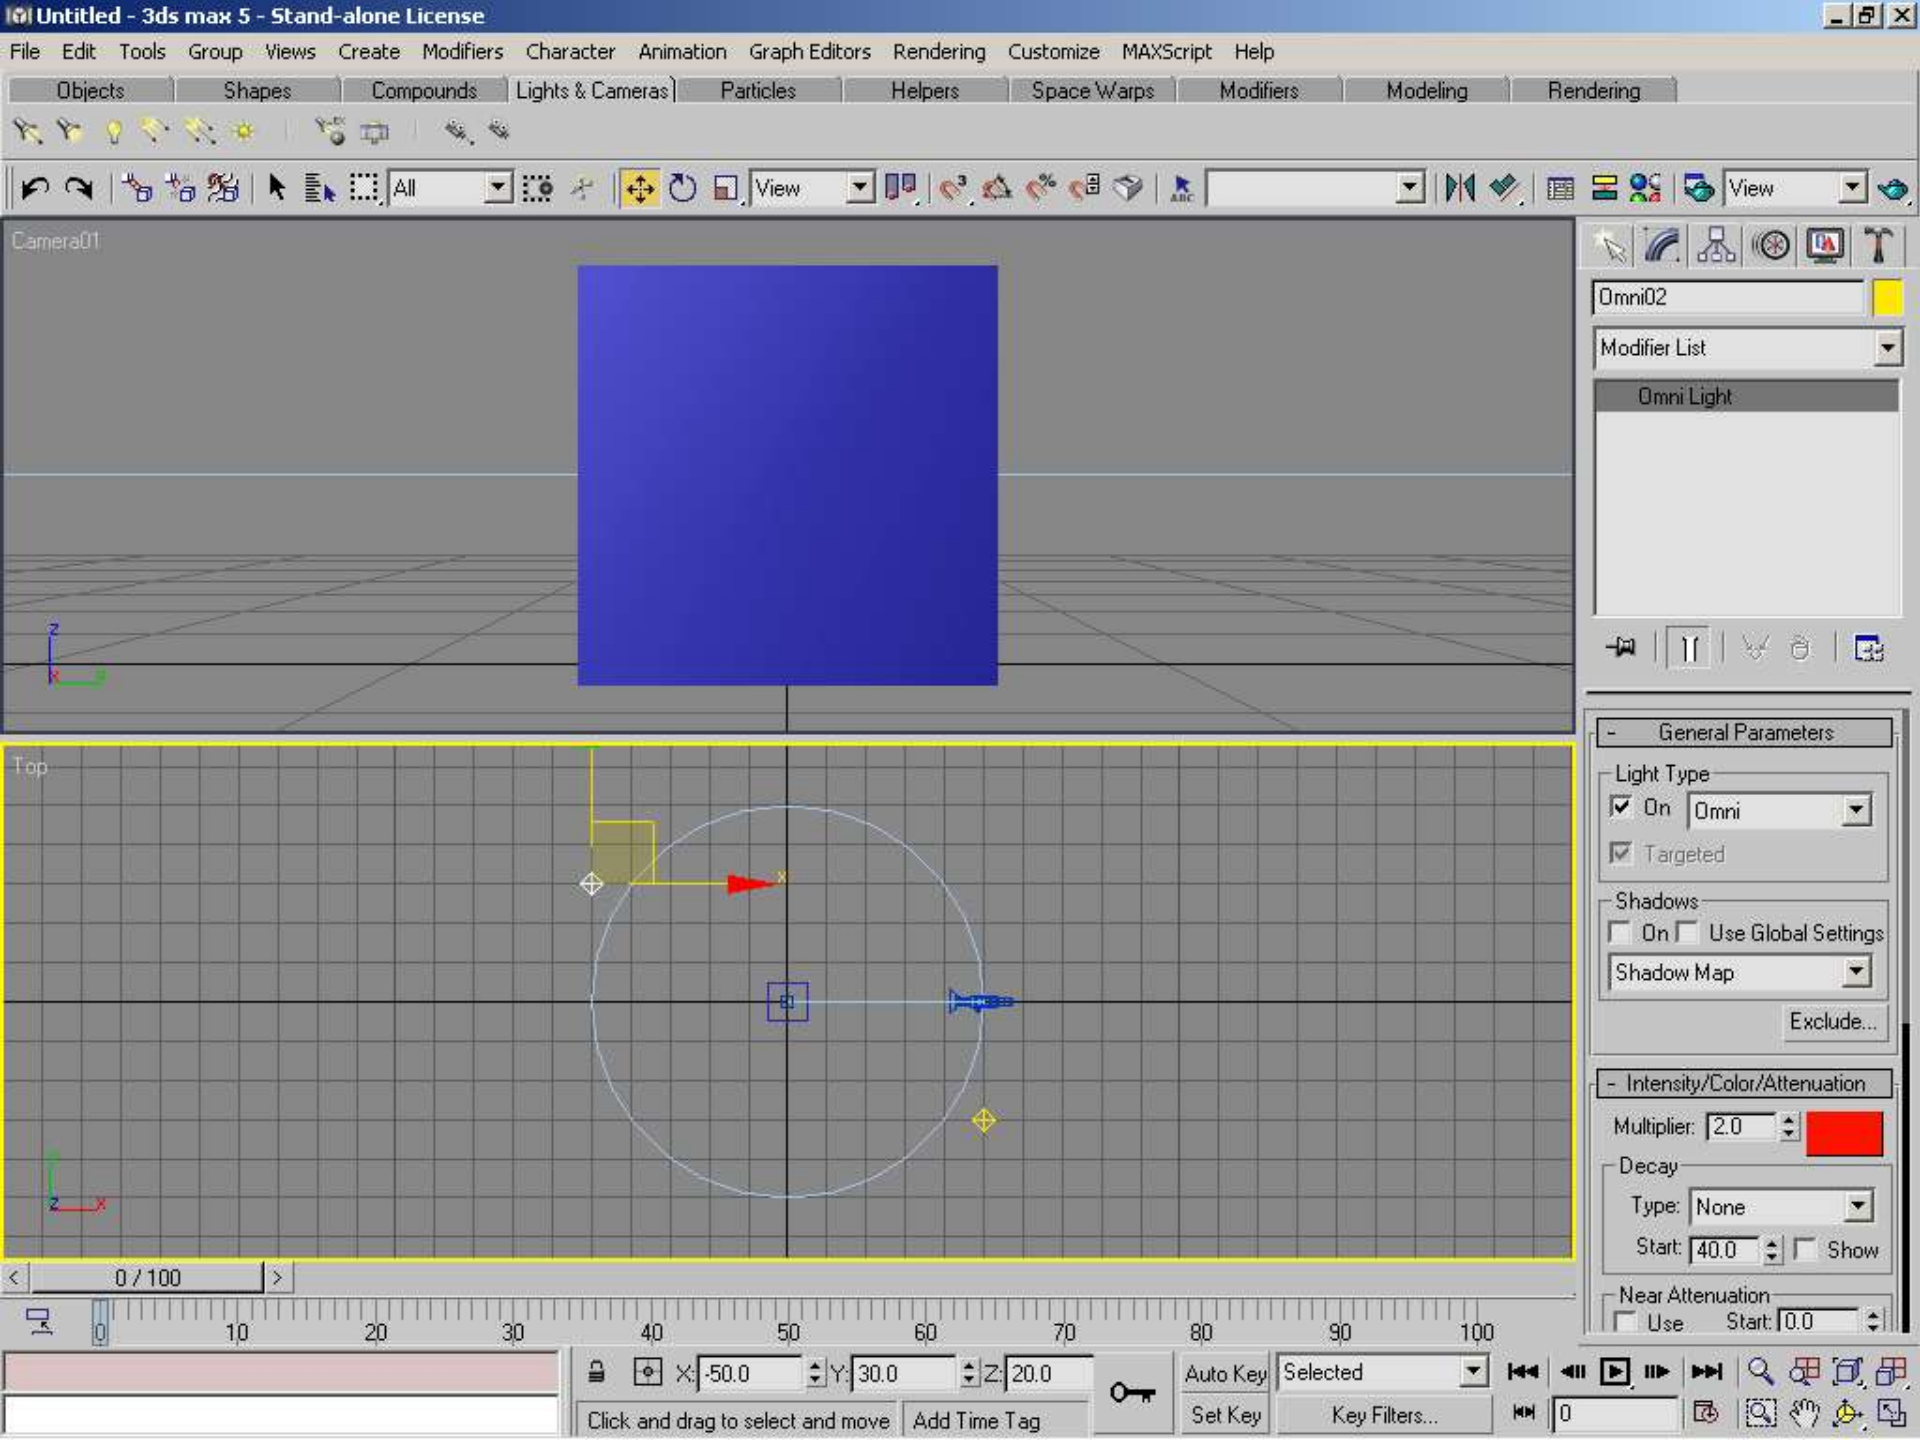 Untitled - 3ds max 5 - Stand-alone License
File Edit Tools Group Views Create Modifiers Character Animation Graph Editors Rendering Customize MAXScript Help
Objects Shapes Compounds Lights & Cameras Particles Helpers Space Warps Modifiers Modeling Rendering
All View ABC View
Camera01
Omni02
Modifier List
Omni Light
z
x
General Parameters
Top
Light Type
On Omni
Targeted
x
Shadows
On Use Global Settings
Shadow Map
Exclude...
Intensity/Color/Attenuation
Multiplier: 2.0
Decay
Type: None
Start: 40.0 Show
z x
Near Attenuation
Use Start: 0.0
< 0 / 100 >
0 10 20 30 40 50 60 70 80 90 100
X: -50.0 Y: 30.0 Z: 20.0
Auto Key Selected
Click and drag to select and move Add Time Tag
Set Key Key Filters... 0